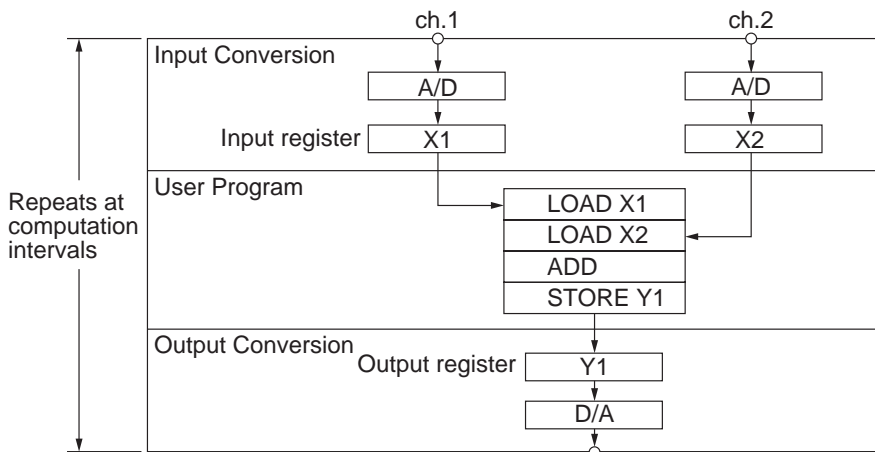 ch.1
ch.2
Input Conversion
A/D
A/D
Input register
X1
X2
Repeats at
computation
intervals
User Program
LOAD X1
LOAD X2
ADD
STORE Y1
Output Conversion
Output register
Y1
D/A